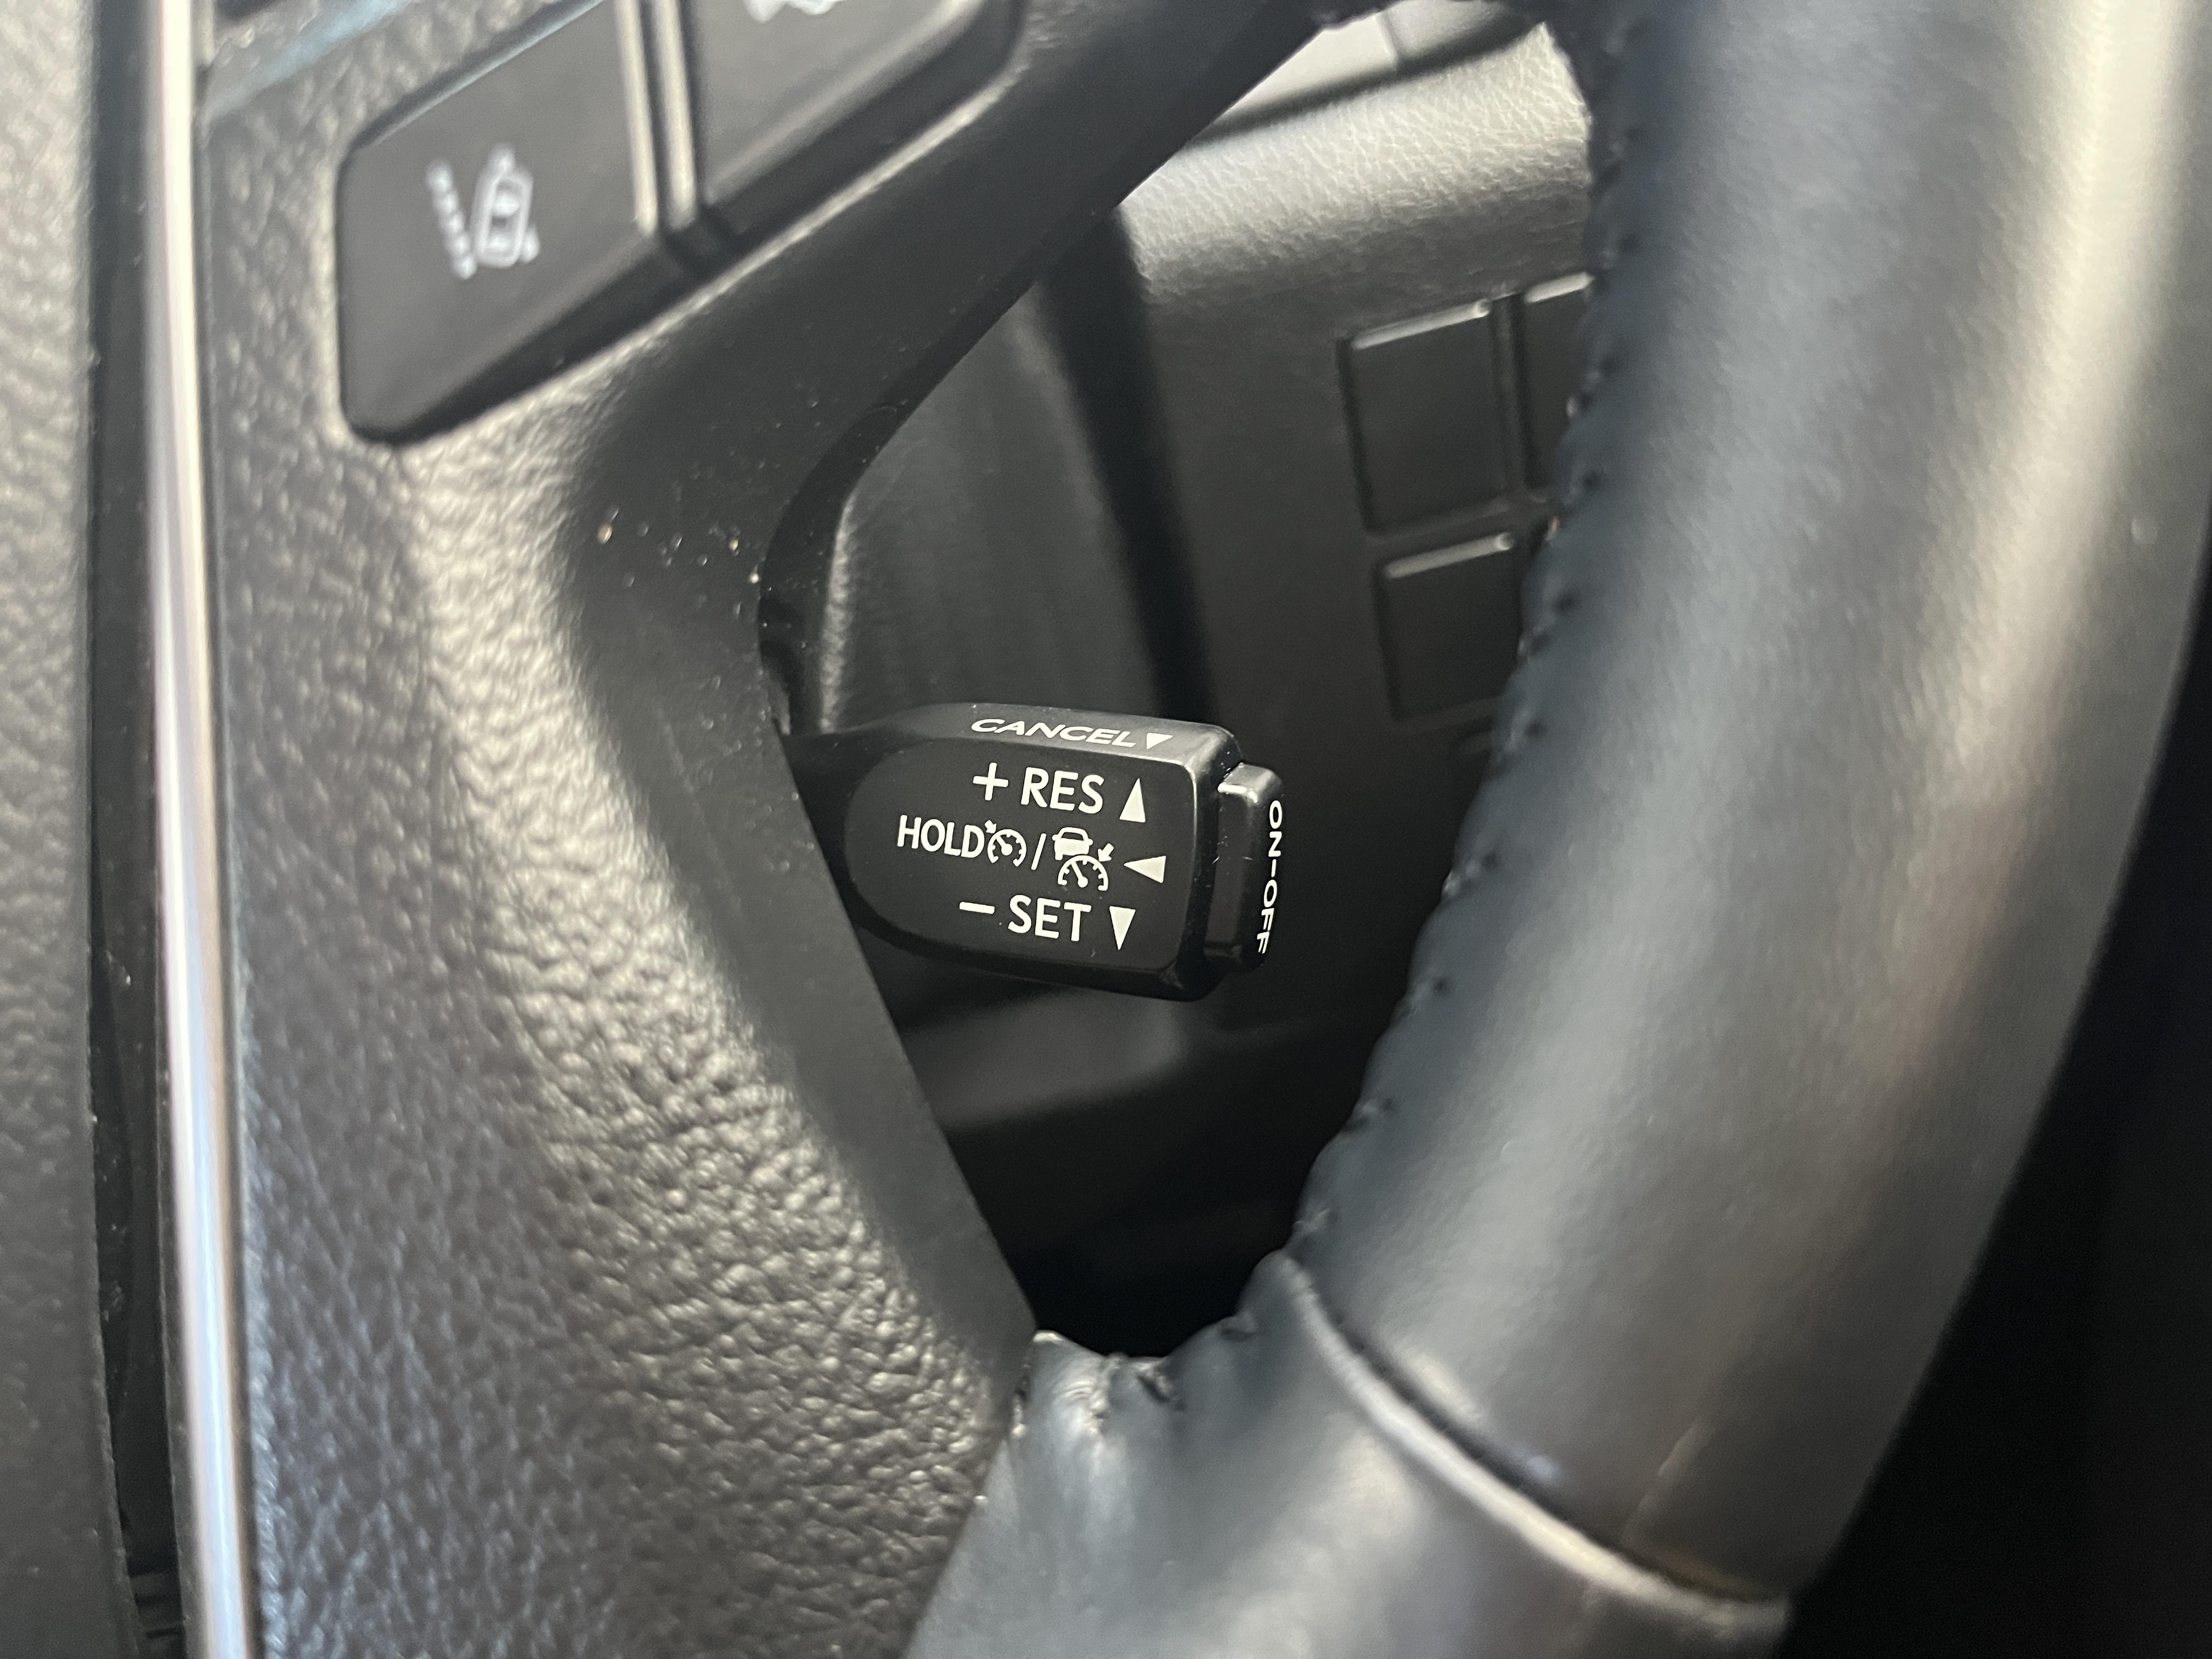 CANCEL▼
+ RES ▲
HOLD / ◀
− SET ▼
ON-OFF